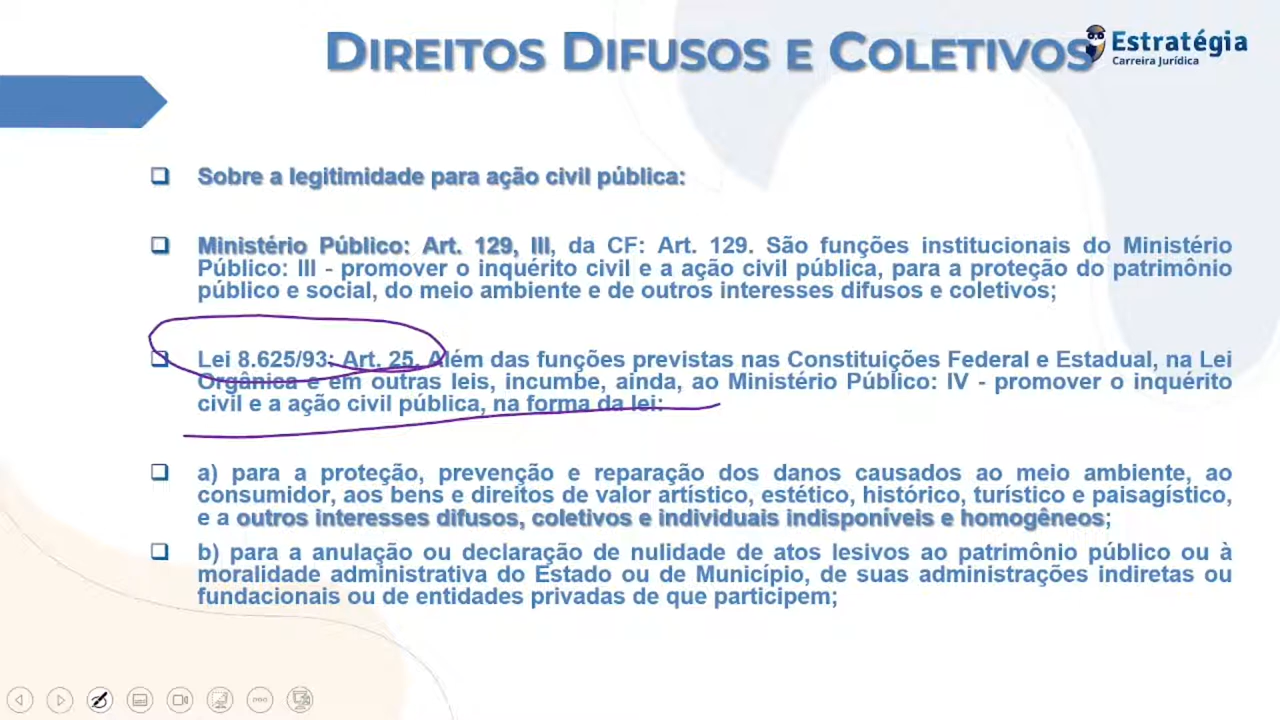 DIREITOS DIFUSOS E COLETIVOS
Estratégia
Carreira Jurídica
Sobre a legitimidade para ação civil pública:
Ministério Público: Art. 129, III, da CF: Art. 129. São funções institucionais do Ministério
Público: III - promover o inquérito civil e a ação civil pública, para a proteção do patrimônio
público e social, do meio ambiente e de outros interesses difusos e coletivos;
Lei 8.625/93: Art. 25. Além das funções previstas nas Constituições Federal e Estadual, na Lei
Orgânica e em outras leis, incumbe, ainda, ao Ministério Público: IV - promover o inquérito
civil e a ação civil pública, na forma da lei:
a) para a proteção, prevenção e reparação dos danos causados ao meio ambiente, ao
consumidor, aos bens e direitos de valor artístico, estético, histórico, turístico e paisagístico,
e a outros interesses difusos, coletivos e individuais indisponíveis e homogêneos;
b) para a anulação ou declaração de nulidade de atos lesivos ao patrimônio público ou à
moralidade administrativa do Estado ou de Município, de suas administrações indiretas ou
fundacionais ou de entidades privadas de que participem;